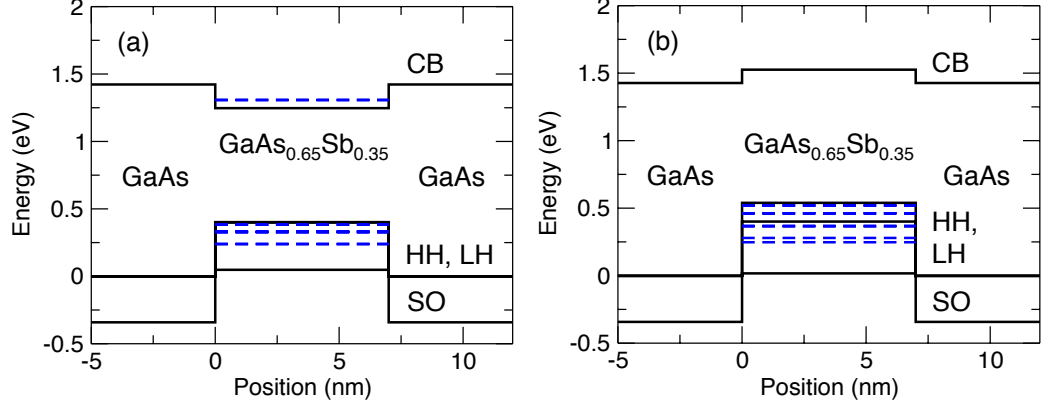 2
(a)
CB
1.5
Energy (eV)
1
GaAs₀.₆₅Sb₀.₃₅
GaAs
GaAs
0.5
HH, LH
0
SO
-0.5
-5
0
5
10
Position (nm)
2
(b)
CB
1.5
Energy (eV)
1
GaAs₀.₆₅Sb₀.₃₅
GaAs
GaAs
0.5
HH,
LH
0
SO
-0.5
-5
0
5
10
Position (nm)